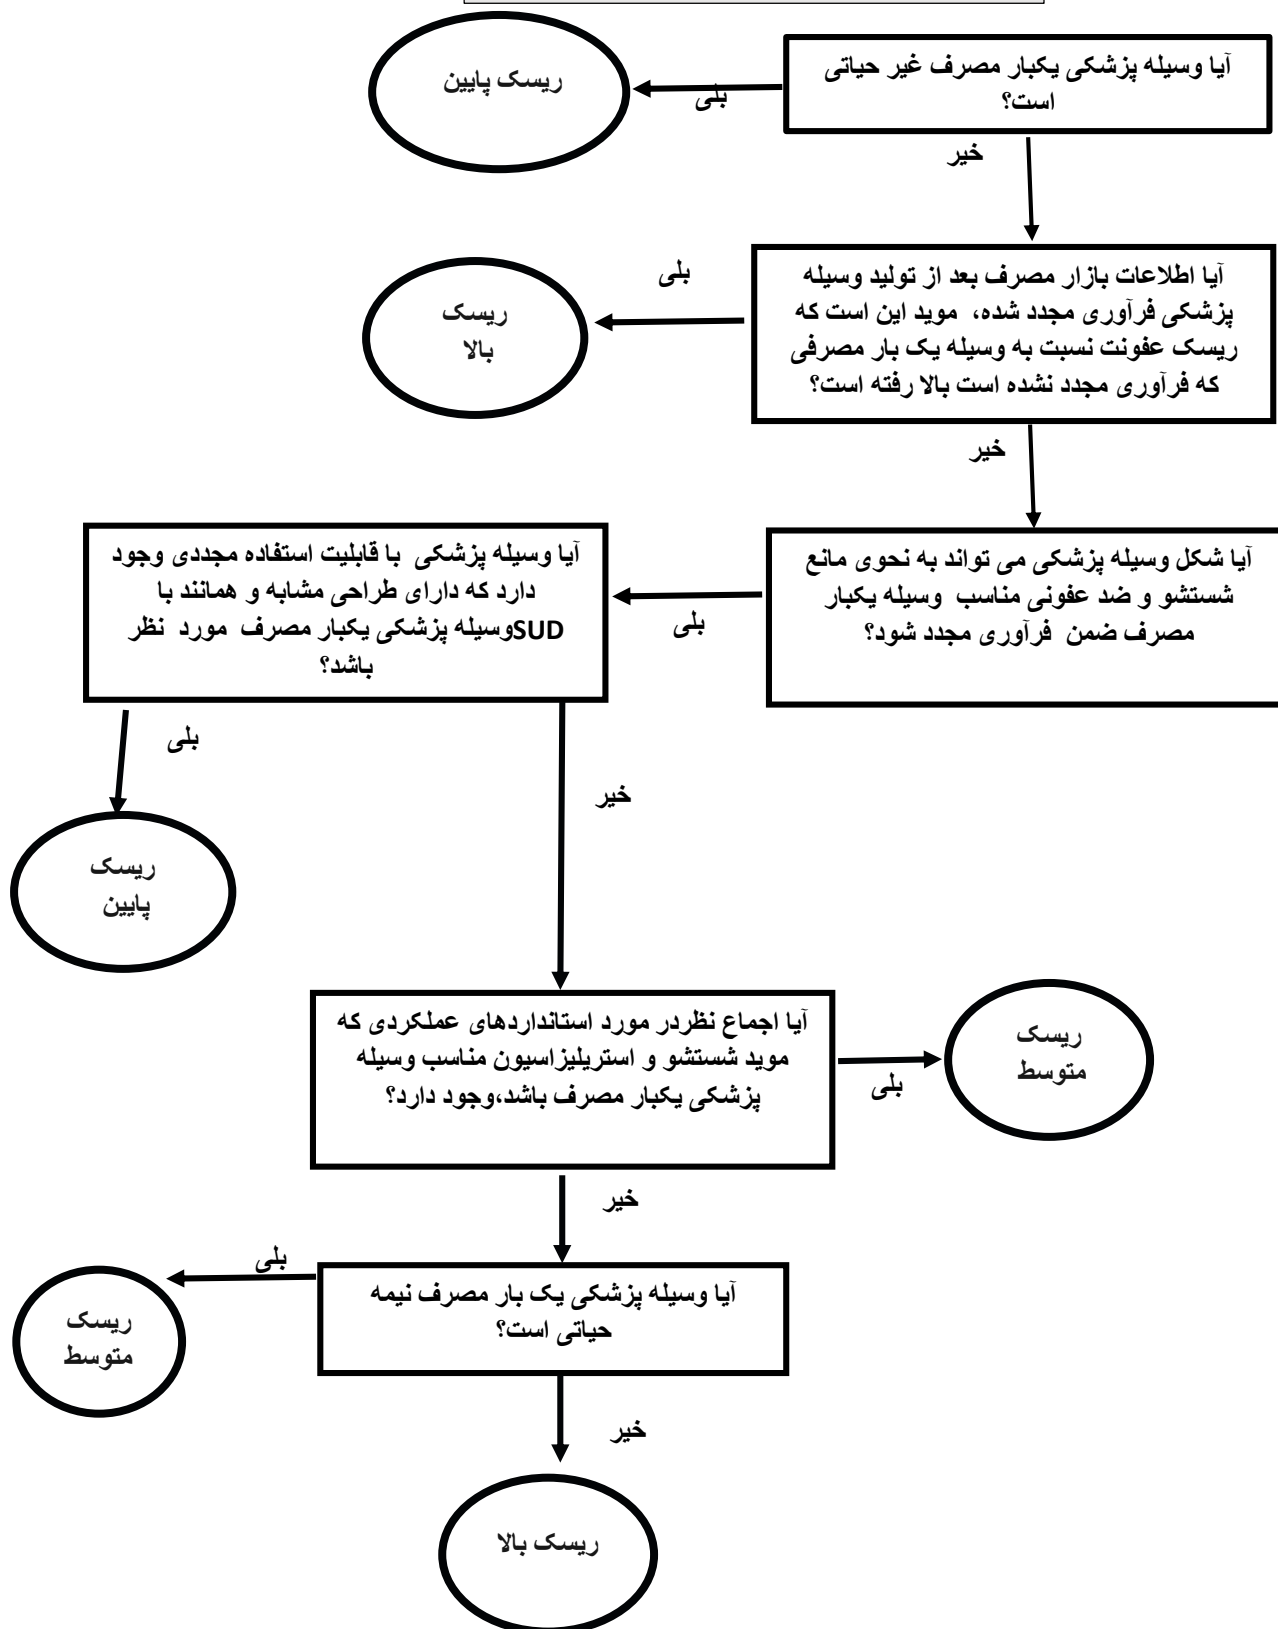 آیا وسیله پزشکی یکبار مصرف غیر حیاتی
است؟
بلی
ریسک پایین
خیر
آیا اطلاعات بازار مصرف بعد از تولید وسیله
پزشکی فرآوری مجدد شده، موید این است که
ریسک عفونت نسبت به وسیله یک بار مصرفی
که فرآوری مجدد نشده است بالا رفته است؟
بلی
ریسک
بالا
خیر
آیا شکل وسیله پزشکی می تواند به نحوی مانع
شستشو و ضد عفونی مناسب وسیله یکبار
مصرف ضمن فرآوری مجدد شود؟
بلی
آیا وسیله پزشکی با قابلیت استفاده مجددی وجود
دارد که دارای طراحی مشابه و همانند با
SUDوسیله پزشکی یکبار مصرف مورد نظر
باشد؟
بلی
ریسک
پایین
خیر
آیا اجماع نظردر مورد استانداردهای عملکردی که
موید شستشو و استریلیزاسیون مناسب وسیله
پزشکی یکبار مصرف باشد،وجود دارد؟
بلی
ریسک
متوسط
خیر
آیا وسیله پزشکی یک بار مصرف نیمه
حیاتی است؟
بلی
ریسک
متوسط
خیر
ریسک بالا